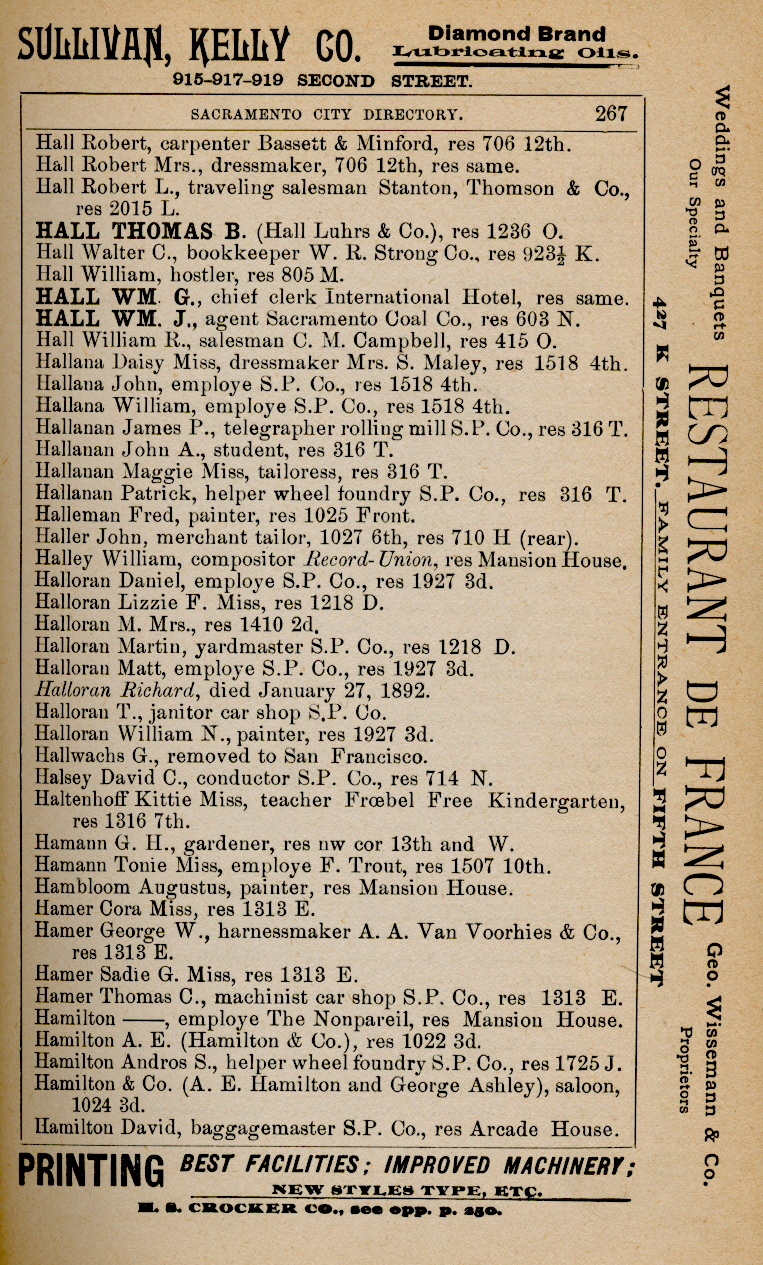 SULLIVAN, KELLY CO.
Diamond Brand
Lubricating Oils.
915-917-919 SECOND STREET.
SACRAMENTO CITY DIRECTORY. 267
Hall Robert, carpenter Bassett & Minford, res 706 12th.
Hall Robert Mrs., dressmaker, 706 12th, res same.
Hall Robert L., traveling salesman Stanton, Thomson & Co.,
res 2015 L.
HALL THOMAS B. (Hall Luhrs & Co.), res 1236 O.
Hall Walter C., bookkeeper W. R. Strong Co., res 923½ K.
Hall William, hostler, res 805 M.
HALL WM. G., chief clerk International Hotel, res same.
HALL WM. J., agent Sacramento Coal Co., res 603 N.
Hall William R., salesman C. M. Campbell, res 415 O.
Hallana Daisy Miss, dressmaker Mrs. S. Maley, res 1518 4th.
Hallana John, employe S.P. Co., res 1518 4th.
Hallana William, employe S.P. Co., res 1518 4th.
Hallanan James P., telegrapher rolling mill S.P. Co., res 316 T.
Hallanan John A., student, res 316 T.
Hallanan Maggie Miss, tailoress, res 316 T.
Hallanan Patrick, helper wheel foundry S.P. Co., res 316 T.
Halleman Fred, painter, res 1025 Front.
Haller John, merchant tailor, 1027 6th, res 710 H (rear).
Halley William, compositor Record-Union, res Mansion House.
Halloran Daniel, employe S.P. Co., res 1927 3d.
Halloran Lizzie F. Miss, res 1218 D.
Halloran M. Mrs., res 1410 2d.
Halloran Martin, yardmaster S.P. Co., res 1218 D.
Halloran Matt, employe S.P. Co., res 1927 3d.
Halloran Richard, died January 27, 1892.
Halloran T., janitor car shop S.P. Co.
Halloran William N., painter, res 1927 3d.
Hallwachs G., removed to San Francisco.
Halsey David C., conductor S.P. Co., res 714 N.
Haltenhoff Kittie Miss, teacher Frœbel Free Kindergarten,
res 1316 7th.
Hamann G. H., gardener, res nw cor 13th and W.
Hamann Tonie Miss, employe F. Trout, res 1507 10th.
Hambloom Augustus, painter, res Mansion House.
Hamer Cora Miss, res 1313 E.
Hamer George W., harnessmaker A. A. Van Voorhies & Co.,
res 1313 E.
Hamer Sadie G. Miss, res 1313 E.
Hamer Thomas C., machinist car shop S.P. Co., res 1313 E.
Hamilton ——, employe The Nonpareil, res Mansion House.
Hamilton A. E. (Hamilton & Co.), res 1022 3d.
Hamilton Andros S., helper wheel foundry S.P. Co., res 1725 J.
Hamilton & Co. (A. E. Hamilton and George Ashley), saloon,
1024 3d.
Hamilton David, baggagemaster S.P. Co., res Arcade House.
PRINTING BEST FACILITIES; IMPROVED MACHINERY;
NEW STYLES TYPE, ETC.
H. S. CROCKER CO., see opp. p. 250.
Weddings and Banquets
Our Specialty
RESTAURANT DE FRANCE
Geo. Wissemann & Co.
Proprietors
427 K STREET. FAMILY ENTRANCE ON FIFTH STREET